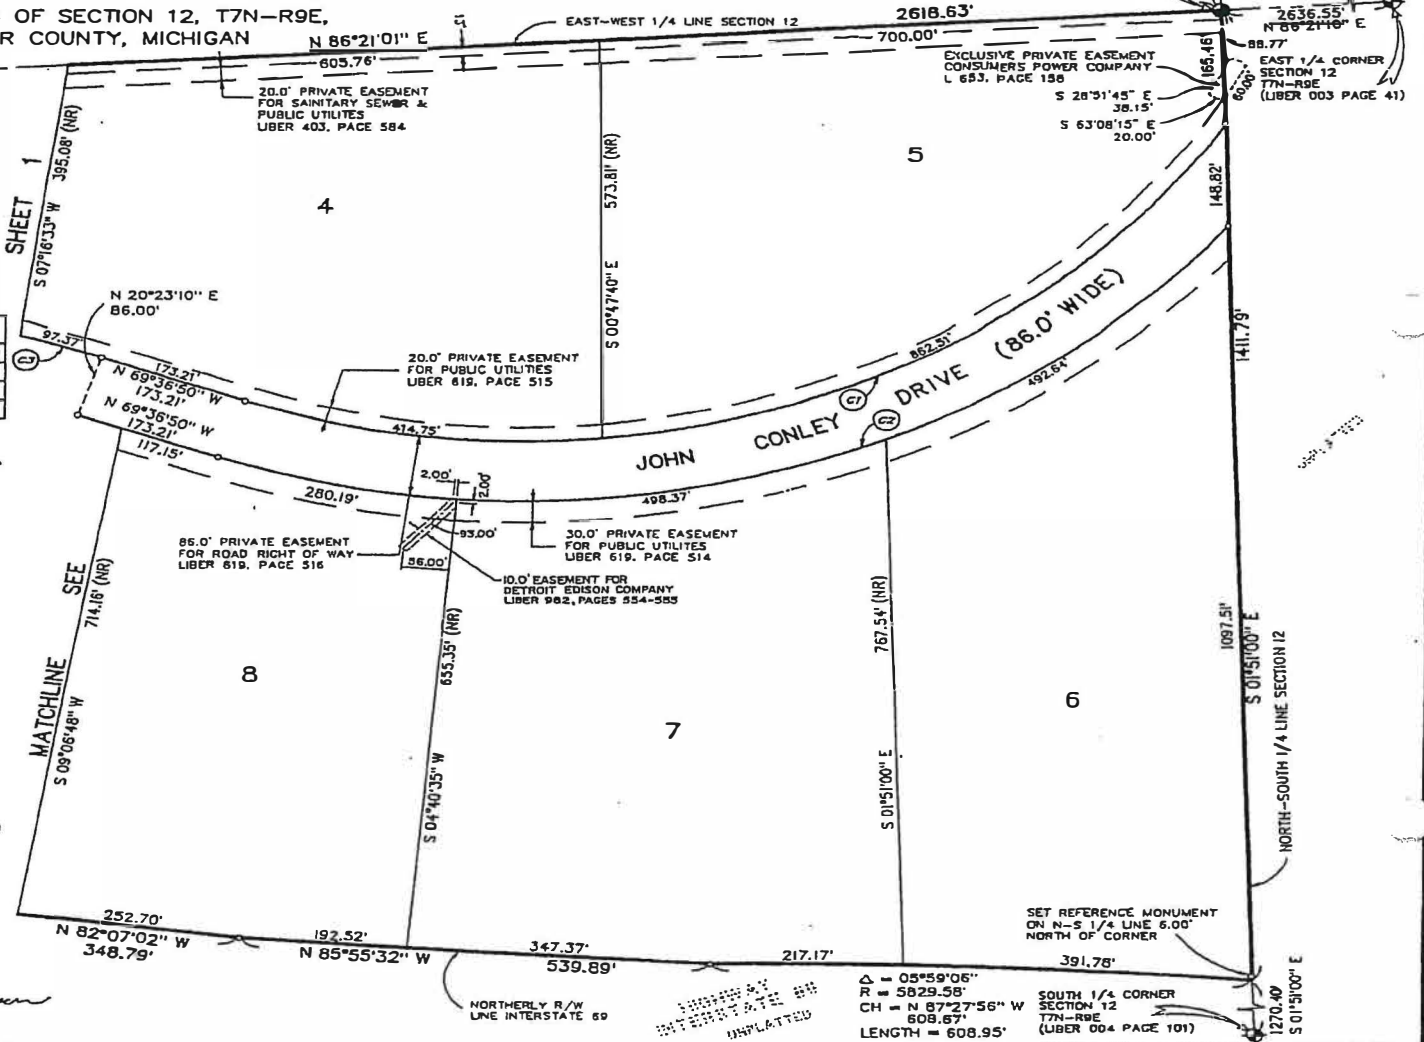 OF SECTION 12, T7N–R9E,
R COUNTY, MICHIGAN
N 86°21'01" E
605.76'
EAST–WEST 1/4 LINE SECTION 12
2618.63'
700.00'
2636.55'
N 86°21'10" E
88.77'
EAST 1/4 CORNER
SECTION 12
T7N–R9E
(LIBER 003 PAGE 41)
165.46'
60.00'
EXCLUSIVE PRIVATE EASEMENT
CONSUMERS POWER COMPANY
L 653, PAGE 158
S 26°51'45" E
38.15'
S 63°08'15" E
20.00'
20.0' PRIVATE EASEMENT
FOR SAINITARY SEWER &
PUBLIC UTILITES
LIBER 403, PAGE 584
SHEET 1
S 07°16'33" W 395.08' (NR)
4
573.81' (NR)
S 00°47'40" E
5
148.82'
N 20°23'10" E
86.00'
97.37'
C3
173.21'
N 69°36'50" W
173.21'
N 69°36'50" W
173.21'
117.15'
20.0' PRIVATE EASEMENT
FOR PUBLIC UTILITIES
LIBER 619, PAGE 515
414.75'
862.51'
C1
JOHN CONLEY DRIVE (86.0' WIDE)
C2
492.64'
1411.79'
280.19'
2.00'
2.00'
498.37'
93.00'
86.0' PRIVATE EASEMENT
FOR ROAD RIGHT OF WAY
LIBER 619, PAGE 516
56.00'
30.0' PRIVATE EASEMENT
FOR PUBLIC UTILITES
LIBER 619, PAGE 514
10.0' EASEMENT FOR
DETROIT EDISON COMPANY
LIBER 962, PAGES 554-555
MATCHLINE SEE
714.16' (NR)
S 09°06'48" W
8
655.35' (NR)
S 04°40'35" W
7
767.54' (NR)
S 01°51'00" E
6
1097.51'
S 01°51'00" E
NORTH–SOUTH 1/4 LINE SECTION 12
252.70'
N 82°07'02" W
348.79'
192.52'
N 85°55'32" W
347.37'
539.89'
217.17'
391.78'
SET REFERENCE MONUMENT
ON N–S 1/4 LINE 6.00'
NORTH OF CORNER
NORTHERLY R/W
LINE INTERSTATE 69
HIGHWAY
INTERSTATE 69
UNPLATTED
Δ = 05°59'06"
R = 5829.58'
CH = N 87°27'56" W
608.67'
LENGTH = 608.95'
SOUTH 1/4 CORNER
SECTION 12
T7N–R9E
(LIBER 004 PAGE 101)
1270.40'
S 01°51'00" E